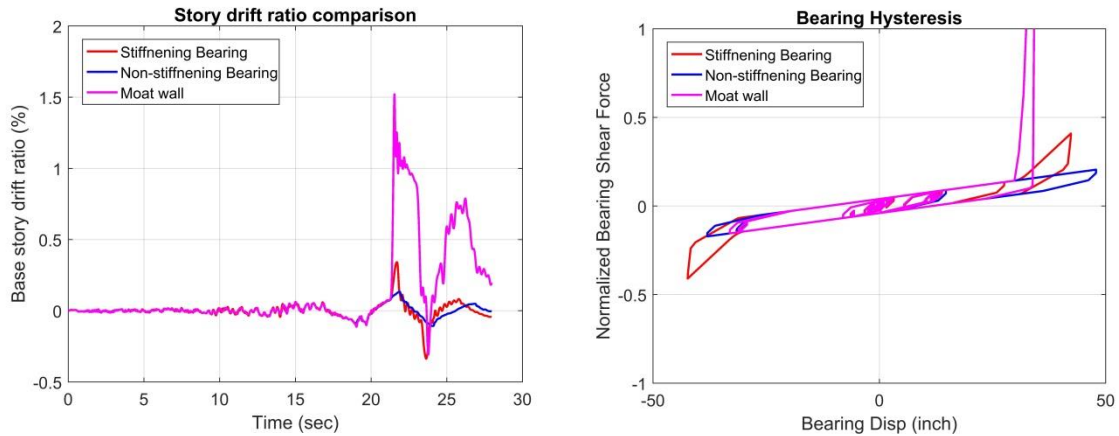 Story drift ratio comparison
2
1.5
1
0.5
0
-0.5
Base story drift ratio (%)
Stiffnening Bearing
Non-stiffnening Bearing
Moat wall
0
5
10
15
20
25
30
Time (sec)
Bearing Hysteresis
1
0.5
0
-0.5
-1
Normalized Bearing Shear Force
Stiffnening Bearing
Non-stiffnening Bearing
Moat wall
-50
0
50
Bearing Disp (inch)